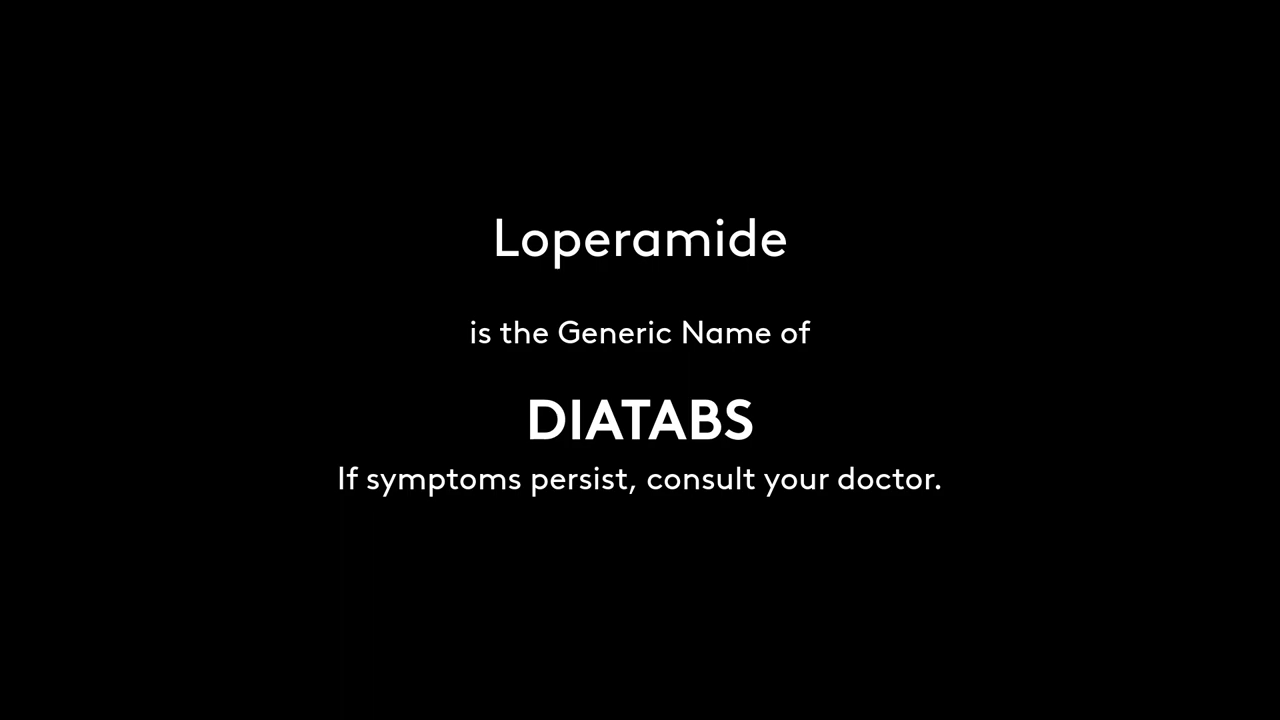 Loperamide
is the Generic Name of
DIATABS
If symptoms persist, consult your doctor.